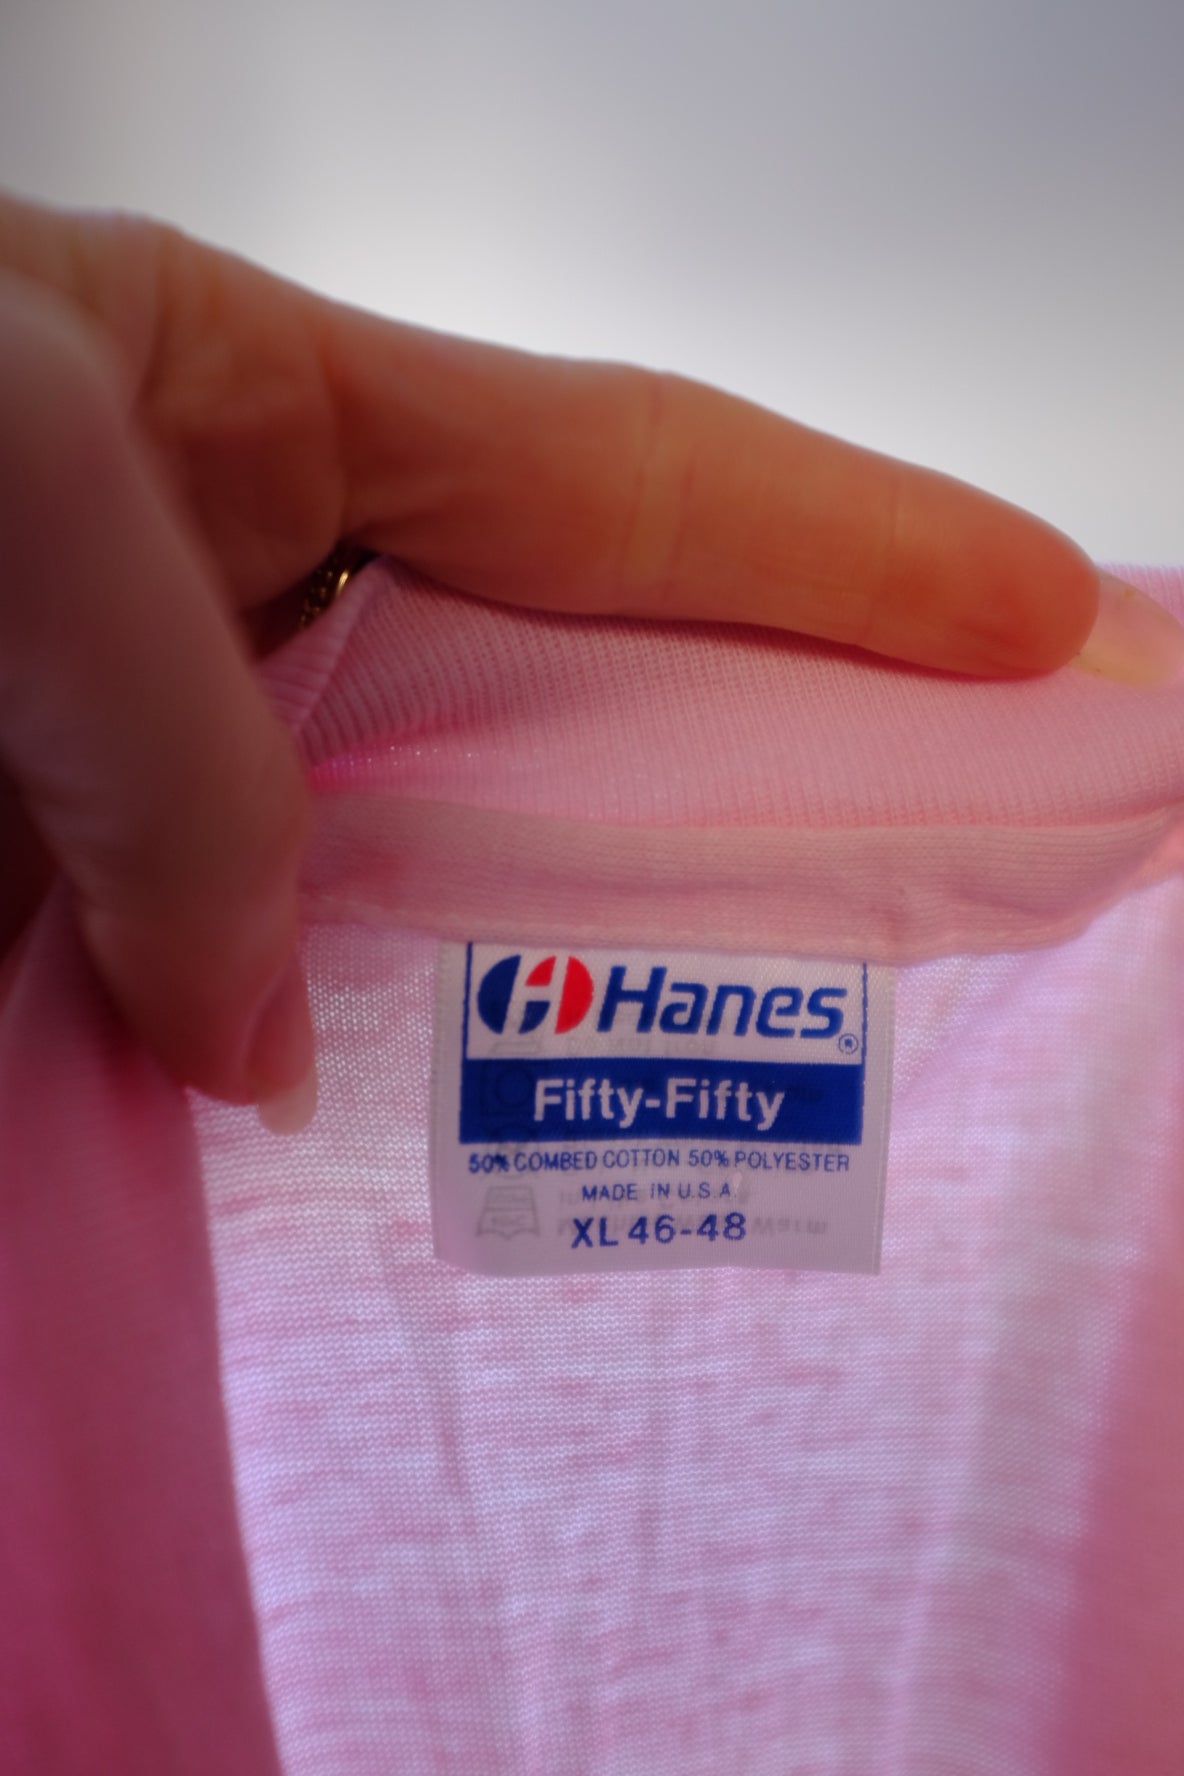 Hanes®
Fifty-Fifty
50% COMBED COTTON 50% POLYESTER
MADE IN U.S.A.
XL 46-48